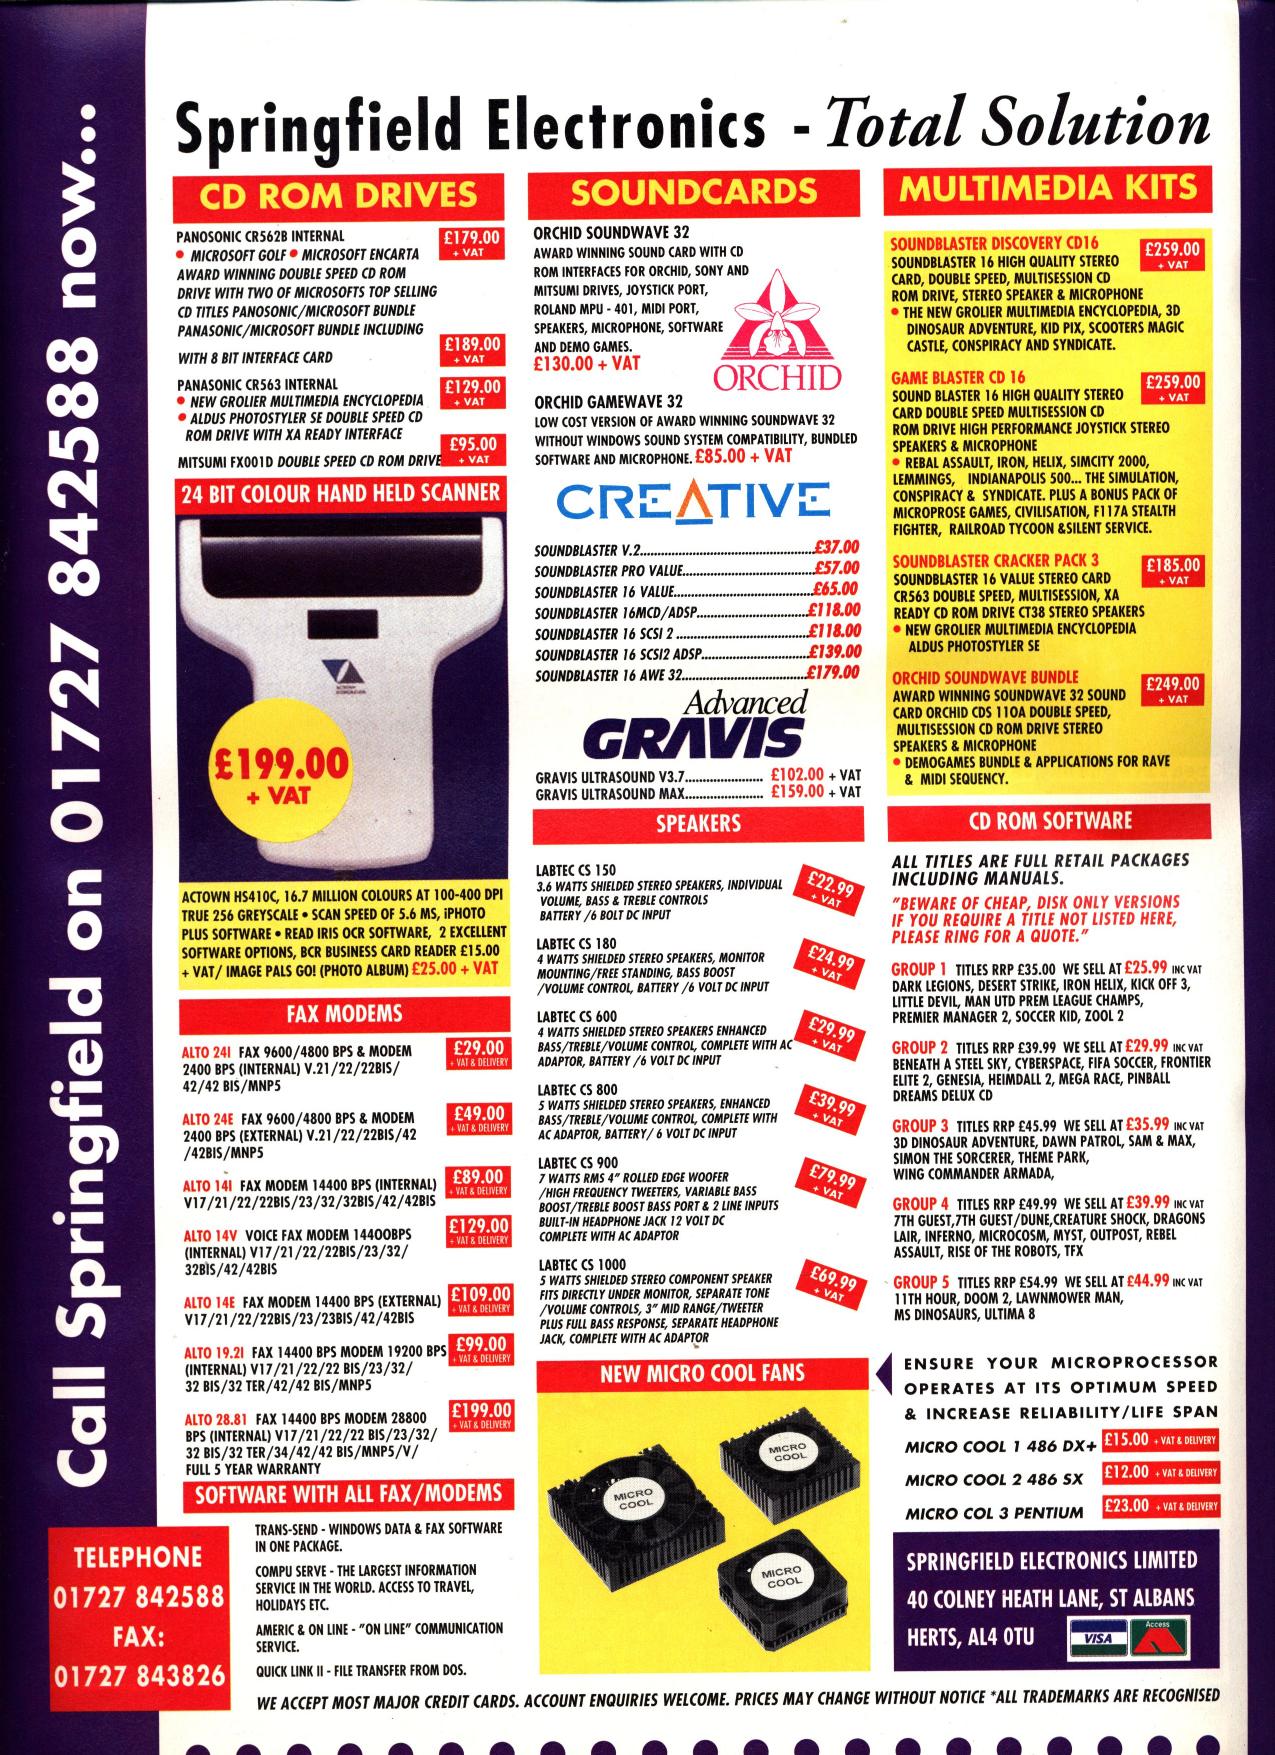 Call Springfield on 01727 842588 now...
Springfield Electronics - Total Solution
CD ROM DRIVES
PANOSONIC CR562B INTERNAL
£179.00
+ VAT
• MICROSOFT GOLF • MICROSOFT ENCARTA
AWARD WINNING DOUBLE SPEED CD ROM
DRIVE WITH TWO OF MICROSOFTS TOP SELLING
CD TITLES PANOSONIC/MICROSOFT BUNDLE
PANASONIC/MICROSOFT BUNDLE INCLUDING
WITH 8 BIT INTERFACE CARD
£189.00
+ VAT
PANASONIC CR563 INTERNAL
£129.00
+ VAT
• NEW GROLIER MULTIMEDIA ENCYCLOPEDIA
• ALDUS PHOTOSTYLER SE DOUBLE SPEED CD
ROM DRIVE WITH XA READY INTERFACE
MITSUMI FX001D DOUBLE SPEED CD ROM DRIVE
£95.00
+ VAT
24 BIT COLOUR HAND HELD SCANNER
£199.00
+ VAT
ACTOWN HS410C, 16.7 MILLION COLOURS AT 100-400 DPI
TRUE 256 GREYSCALE • SCAN SPEED OF 5.6 MS, iPHOTO
PLUS SOFTWARE • READ IRIS OCR SOFTWARE, 2 EXCELLENT
SOFTWARE OPTIONS, BCR BUSINESS CARD READER £15.00
+ VAT/ IMAGE PALS GO! (PHOTO ALBUM) £25.00 + VAT
FAX MODEMS
ALTO 24I FAX 9600/4800 BPS & MODEM
2400 BPS (INTERNAL) V.21/22/22BIS/
42/42 BIS/MNP5
£29.00
+ VAT & DELIVERY
ALTO 24E FAX 9600/4800 BPS & MODEM
2400 BPS (EXTERNAL) V.21/22/22BIS/42
/42BIS/MNP5
£49.00
+ VAT & DELIVERY
ALTO 14I FAX MODEM 14400 BPS (INTERNAL)
V17/21/22/22BIS/23/32/32BIS/42/42BIS
£89.00
+ VAT & DELIVERY
ALTO 14V VOICE FAX MODEM 14400BPS
(INTERNAL) V17/21/22/22BIS/23/32/
32BIS/42/42BIS
£129.00
+ VAT & DELIVERY
ALTO 14E FAX MODEM 14400 BPS (EXTERNAL)
V17/21/22/22BIS/23/23BIS/42/42BIS
£109.00
+ VAT & DELIVERY
ALTO 19.2I FAX 14400 BPS MODEM 19200 BPS
(INTERNAL) V17/21/22/22 BIS/23/32/
32 BIS/32 TER/42/42 BIS/MNP5
£99.00
+ VAT & DELIVERY
ALTO 28.81 FAX 14400 BPS MODEM 28800
BPS (INTERNAL) V17/21/22/22 BIS/23/32/
32 BIS/32 TER/34/42/42 BIS/MNP5/V/
FULL 5 YEAR WARRANTY
£199.00
+ VAT & DELIVERY
SOFTWARE WITH ALL FAX/MODEMS
TRANS-SEND - WINDOWS DATA & FAX SOFTWARE
IN ONE PACKAGE.
COMPU SERVE - THE LARGEST INFORMATION
SERVICE IN THE WORLD. ACCESS TO TRAVEL,
HOLIDAYS ETC.
AMERIC & ON LINE - "ON LINE" COMMUNICATION
SERVICE.
QUICK LINK II - FILE TRANSFER FROM DOS.
TELEPHONE
01727 842588
FAX:
01727 843826
SOUNDCARDS
ORCHID SOUNDWAVE 32
AWARD WINNING SOUND CARD WITH CD
ROM INTERFACES FOR ORCHID, SONY AND
MITSUMI DRIVES, JOYSTICK PORT,
ROLAND MPU - 401, MIDI PORT,
SPEAKERS, MICROPHONE, SOFTWARE
AND DEMO GAMES.
£130.00 + VAT
ORCHID
ORCHID GAMEWAVE 32
LOW COST VERSION OF AWARD WINNING SOUNDWAVE 32
WITHOUT WINDOWS SOUND SYSTEM COMPATIBILITY, BUNDLED
SOFTWARE AND MICROPHONE. £85.00 + VAT
CREATIVE
SOUNDBLASTER V.2...£37.00
SOUNDBLASTER PRO VALUE...£57.00
SOUNDBLASTER 16 VALUE...£65.00
SOUNDBLASTER 16MCD/ADSP...£118.00
SOUNDBLASTER 16 SCSI 2 ...£118.00
SOUNDBLASTER 16 SCSI2 ADSP...£139.00
SOUNDBLASTER 16 AWE 32...£179.00
Advanced
GRAVIS
GRAVIS ULTRASOUND V3.7... £102.00 + VAT
GRAVIS ULTRASOUND MAX... £159.00 + VAT
SPEAKERS
LABTEC CS 150
3.6 WATTS SHIELDED STEREO SPEAKERS, INDIVIDUAL
VOLUME, BASS & TREBLE CONTROLS
BATTERY /6 BOLT DC INPUT
£22.99
+ VAT
LABTEC CS 180
4 WATTS SHIELDED STEREO SPEAKERS, MONITOR
MOUNTING/FREE STANDING, BASS BOOST
/VOLUME CONTROL, BATTERY /6 VOLT DC INPUT
£24.99
+ VAT
LABTEC CS 600
4 WATTS SHIELDED STEREO SPEAKERS ENHANCED
BASS/TREBLE/VOLUME CONTROL, COMPLETE WITH AC
ADAPTOR, BATTERY /6 VOLT DC INPUT
£29.99
+ VAT
LABTEC CS 800
5 WATTS SHIELDED STEREO SPEAKERS, ENHANCED
BASS/TREBLE/VOLUME CONTROL, COMPLETE WITH
AC ADAPTOR, BATTERY/ 6 VOLT DC INPUT
£39.99
+ VAT
LABTEC CS 900
7 WATTS RMS 4" ROLLED EDGE WOOFER
/HIGH FREQUENCY TWEETERS, VARIABLE BASS
BOOST/TREBLE BOOST BASS PORT & 2 LINE INPUTS
BUILT-IN HEADPHONE JACK 12 VOLT DC
COMPLETE WITH AC ADAPTOR
£79.99
+ VAT
LABTEC CS 1000
5 WATTS SHIELDED STEREO COMPONENT SPEAKER
FITS DIRECTLY UNDER MONITOR, SEPARATE TONE
/VOLUME CONTROLS, 3" MID RANGE/TWEETER
PLUS FULL BASS RESPONSE, SEPARATE HEADPHONE
JACK, COMPLETE WITH AC ADAPTOR
£69.99
+ VAT
NEW MICRO COOL FANS
MICRO
COOL
MICRO
COOL
MICRO
COOL
MULTIMEDIA KITS
SOUNDBLASTER DISCOVERY CD16
SOUNDBLASTER 16 HIGH QUALITY STEREO
CARD, DOUBLE SPEED, MULTISESSION CD
ROM DRIVE, STEREO SPEAKER & MICROPHONE
£259.00
+ VAT
• THE NEW GROLIER MULTIMEDIA ENCYCLOPEDIA, 3D
DINOSAUR ADVENTURE, KID PIX, SCOOTERS MAGIC
CASTLE, CONSPIRACY AND SYNDICATE.
GAME BLASTER CD 16
SOUND BLASTER 16 HIGH QUALITY STEREO
CARD DOUBLE SPEED MULTISESSION CD
ROM DRIVE HIGH PERFORMANCE JOYSTICK STEREO
SPEAKERS & MICROPHONE
£259.00
+ VAT
• REBAL ASSAULT, IRON, HELIX, SIMCITY 2000,
LEMMINGS, INDIANAPOLIS 500... THE SIMULATION,
CONSPIRACY & SYNDICATE. PLUS A BONUS PACK OF
MICROPROSE GAMES, CIVILISATION, F117A STEALTH
FIGHTER, RAILROAD TYCOON &SILENT SERVICE.
SOUNDBLASTER CRACKER PACK 3
SOUNDBLASTER 16 VALUE STEREO CARD
CR563 DOUBLE SPEED, MULTISESSION, XA
READY CD ROM DRIVE CT38 STEREO SPEAKERS
£185.00
+ VAT
• NEW GROLIER MULTIMEDIA ENCYCLOPEDIA
ALDUS PHOTOSTYLER SE
ORCHID SOUNDWAVE BUNDLE
AWARD WINNING SOUNDWAVE 32 SOUND
CARD ORCHID CDS 110A DOUBLE SPEED,
MULTISESSION CD ROM DRIVE STEREO
SPEAKERS & MICROPHONE
£249.00
+ VAT
• DEMOGAMES BUNDLE & APPLICATIONS FOR RAVE
& MIDI SEQUENCY.
CD ROM SOFTWARE
ALL TITLES ARE FULL RETAIL PACKAGES
INCLUDING MANUALS.
"BEWARE OF CHEAP, DISK ONLY VERSIONS
IF YOU REQUIRE A TITLE NOT LISTED HERE,
PLEASE RING FOR A QUOTE."
GROUP 1 TITLES RRP £35.00 WE SELL AT £25.99 INC VAT
DARK LEGIONS, DESERT STRIKE, IRON HELIX, KICK OFF 3,
LITTLE DEVIL, MAN UTD PREM LEAGUE CHAMPS,
PREMIER MANAGER 2, SOCCER KID, ZOOL 2
GROUP 2 TITLES RRP £39.99 WE SELL AT £29.99 INC VAT
BENEATH A STEEL SKY, CYBERSPACE, FIFA SOCCER, FRONTIER
ELITE 2, GENESIA, HEIMDALL 2, MEGA RACE, PINBALL
DREAMS DELUX CD
GROUP 3 TITLES RRP £45.99 WE SELL AT £35.99 INC VAT
3D DINOSAUR ADVENTURE, DAWN PATROL, SAM & MAX,
SIMON THE SORCERER, THEME PARK,
WING COMMANDER ARMADA,
GROUP 4 TITLES RRP £49.99 WE SELL AT £39.99 INC VAT
7TH GUEST,7TH GUEST/DUNE,CREATURE SHOCK, DRAGONS
LAIR, INFERNO, MICROCOSM, MYST, OUTPOST, REBEL
ASSAULT, RISE OF THE ROBOTS, TFX
GROUP 5 TITLES RRP £54.99 WE SELL AT £44.99 INC VAT
11TH HOUR, DOOM 2, LAWNMOWER MAN,
MS DINOSAURS, ULTIMA 8
ENSURE YOUR MICROPROCESSOR
OPERATES AT ITS OPTIMUM SPEED
& INCREASE RELIABILITY/LIFE SPAN
MICRO COOL 1 486 DX+ £15.00 + VAT & DELIVERY
MICRO COOL 2 486 SX £12.00 + VAT & DELIVERY
MICRO COL 3 PENTIUM £23.00 + VAT & DELIVERY
SPRINGFIELD ELECTRONICS LIMITED
40 COLNEY HEATH LANE, ST ALBANS
HERTS, AL4 0TU
VISA
Access
WE ACCEPT MOST MAJOR CREDIT CARDS. ACCOUNT ENQUIRIES WELCOME. PRICES MAY CHANGE WITHOUT NOTICE *ALL TRADEMARKS ARE RECOGNISED